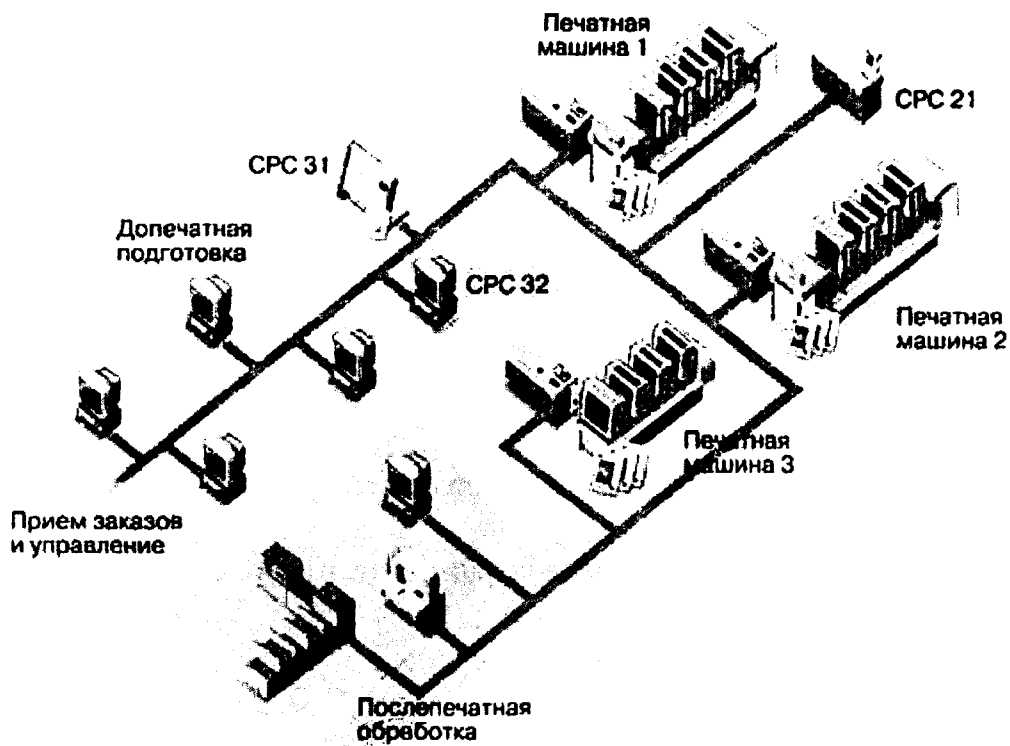 Печатная
машина 1
CPC 21
CPC 31
Допечатная
подготовка
CPC 32
Печатная
машина 2
Печатная
машина 3
Прием заказов
и управление
Послепечатная
обработка